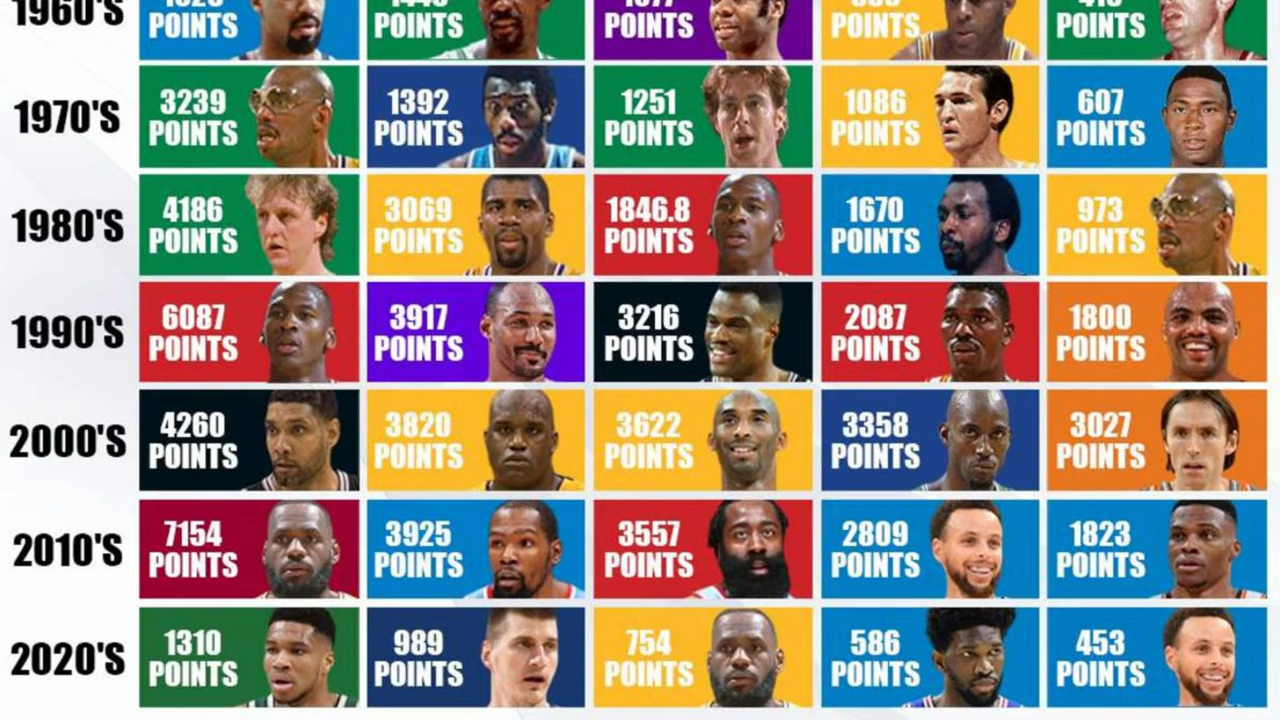 1960'S
POINTS
POINTS
POINTS
POINTS
POINTS
1970'S
3239
POINTS
1392
POINTS
1251
POINTS
1086
POINTS
607
POINTS
1980'S
4186
POINTS
3069
POINTS
1846.8
POINTS
1670
POINTS
973
POINTS
1990'S
6087
POINTS
3917
POINTS
3216
POINTS
2087
POINTS
1800
POINTS
2000'S
4260
POINTS
3820
POINTS
3622
POINTS
3358
POINTS
3027
POINTS
2010'S
7154
POINTS
3925
POINTS
3557
POINTS
2809
POINTS
1823
POINTS
2020'S
1310
POINTS
989
POINTS
754
POINTS
586
POINTS
453
POINTS